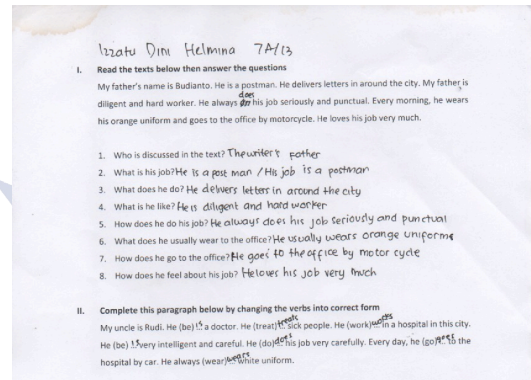 Izzatu Dini Helmina 7A/13
I. Read the texts below then answer the questions
My father's name is Budianto. He is a postman. He delivers letters in around the city. My father is
diligent and hard worker. He always does his job seriously and punctual. Every morning, he wears
his orange uniform and goes to the office by motorcycle. He loves his job very much.
1. Who is discussed in the text? The writer's Father
2. What is his job? He is a post man / His job is a postman
3. What does he do? He delivers letters in around the city
4. What is he like? He is diligent and hard worker
5. How does he do his job? He always does his job seriously and punctual
6. What does he usually wear to the office? He usually wears orange uniforms
7. How does he go to the office? He goes to the office by motor cycle
8. How does he feel about his job? He loves his job very much
II. Complete this paragraph below by changing the verbs into correct form
My uncle is Rudi. He (be) is a doctor. He (treat) treats sick people. He (work) works in a hospital in this city.
He (be) is very intelligent and careful. He (do) does his job very carefully. Every day, he (go) goes to the
hospital by car. He always (wear) wears white uniform.